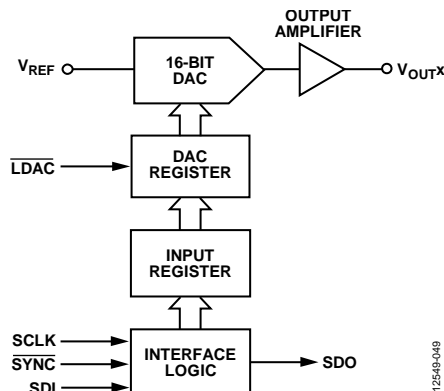 OUTPUT
AMPLIFIER
VREF
16-BIT
DAC
VOUTx
LDAC
DAC
REGISTER
INPUT
REGISTER
SCLK
SYNC
SDI
INTERFACE
LOGIC
SDO
12549-049